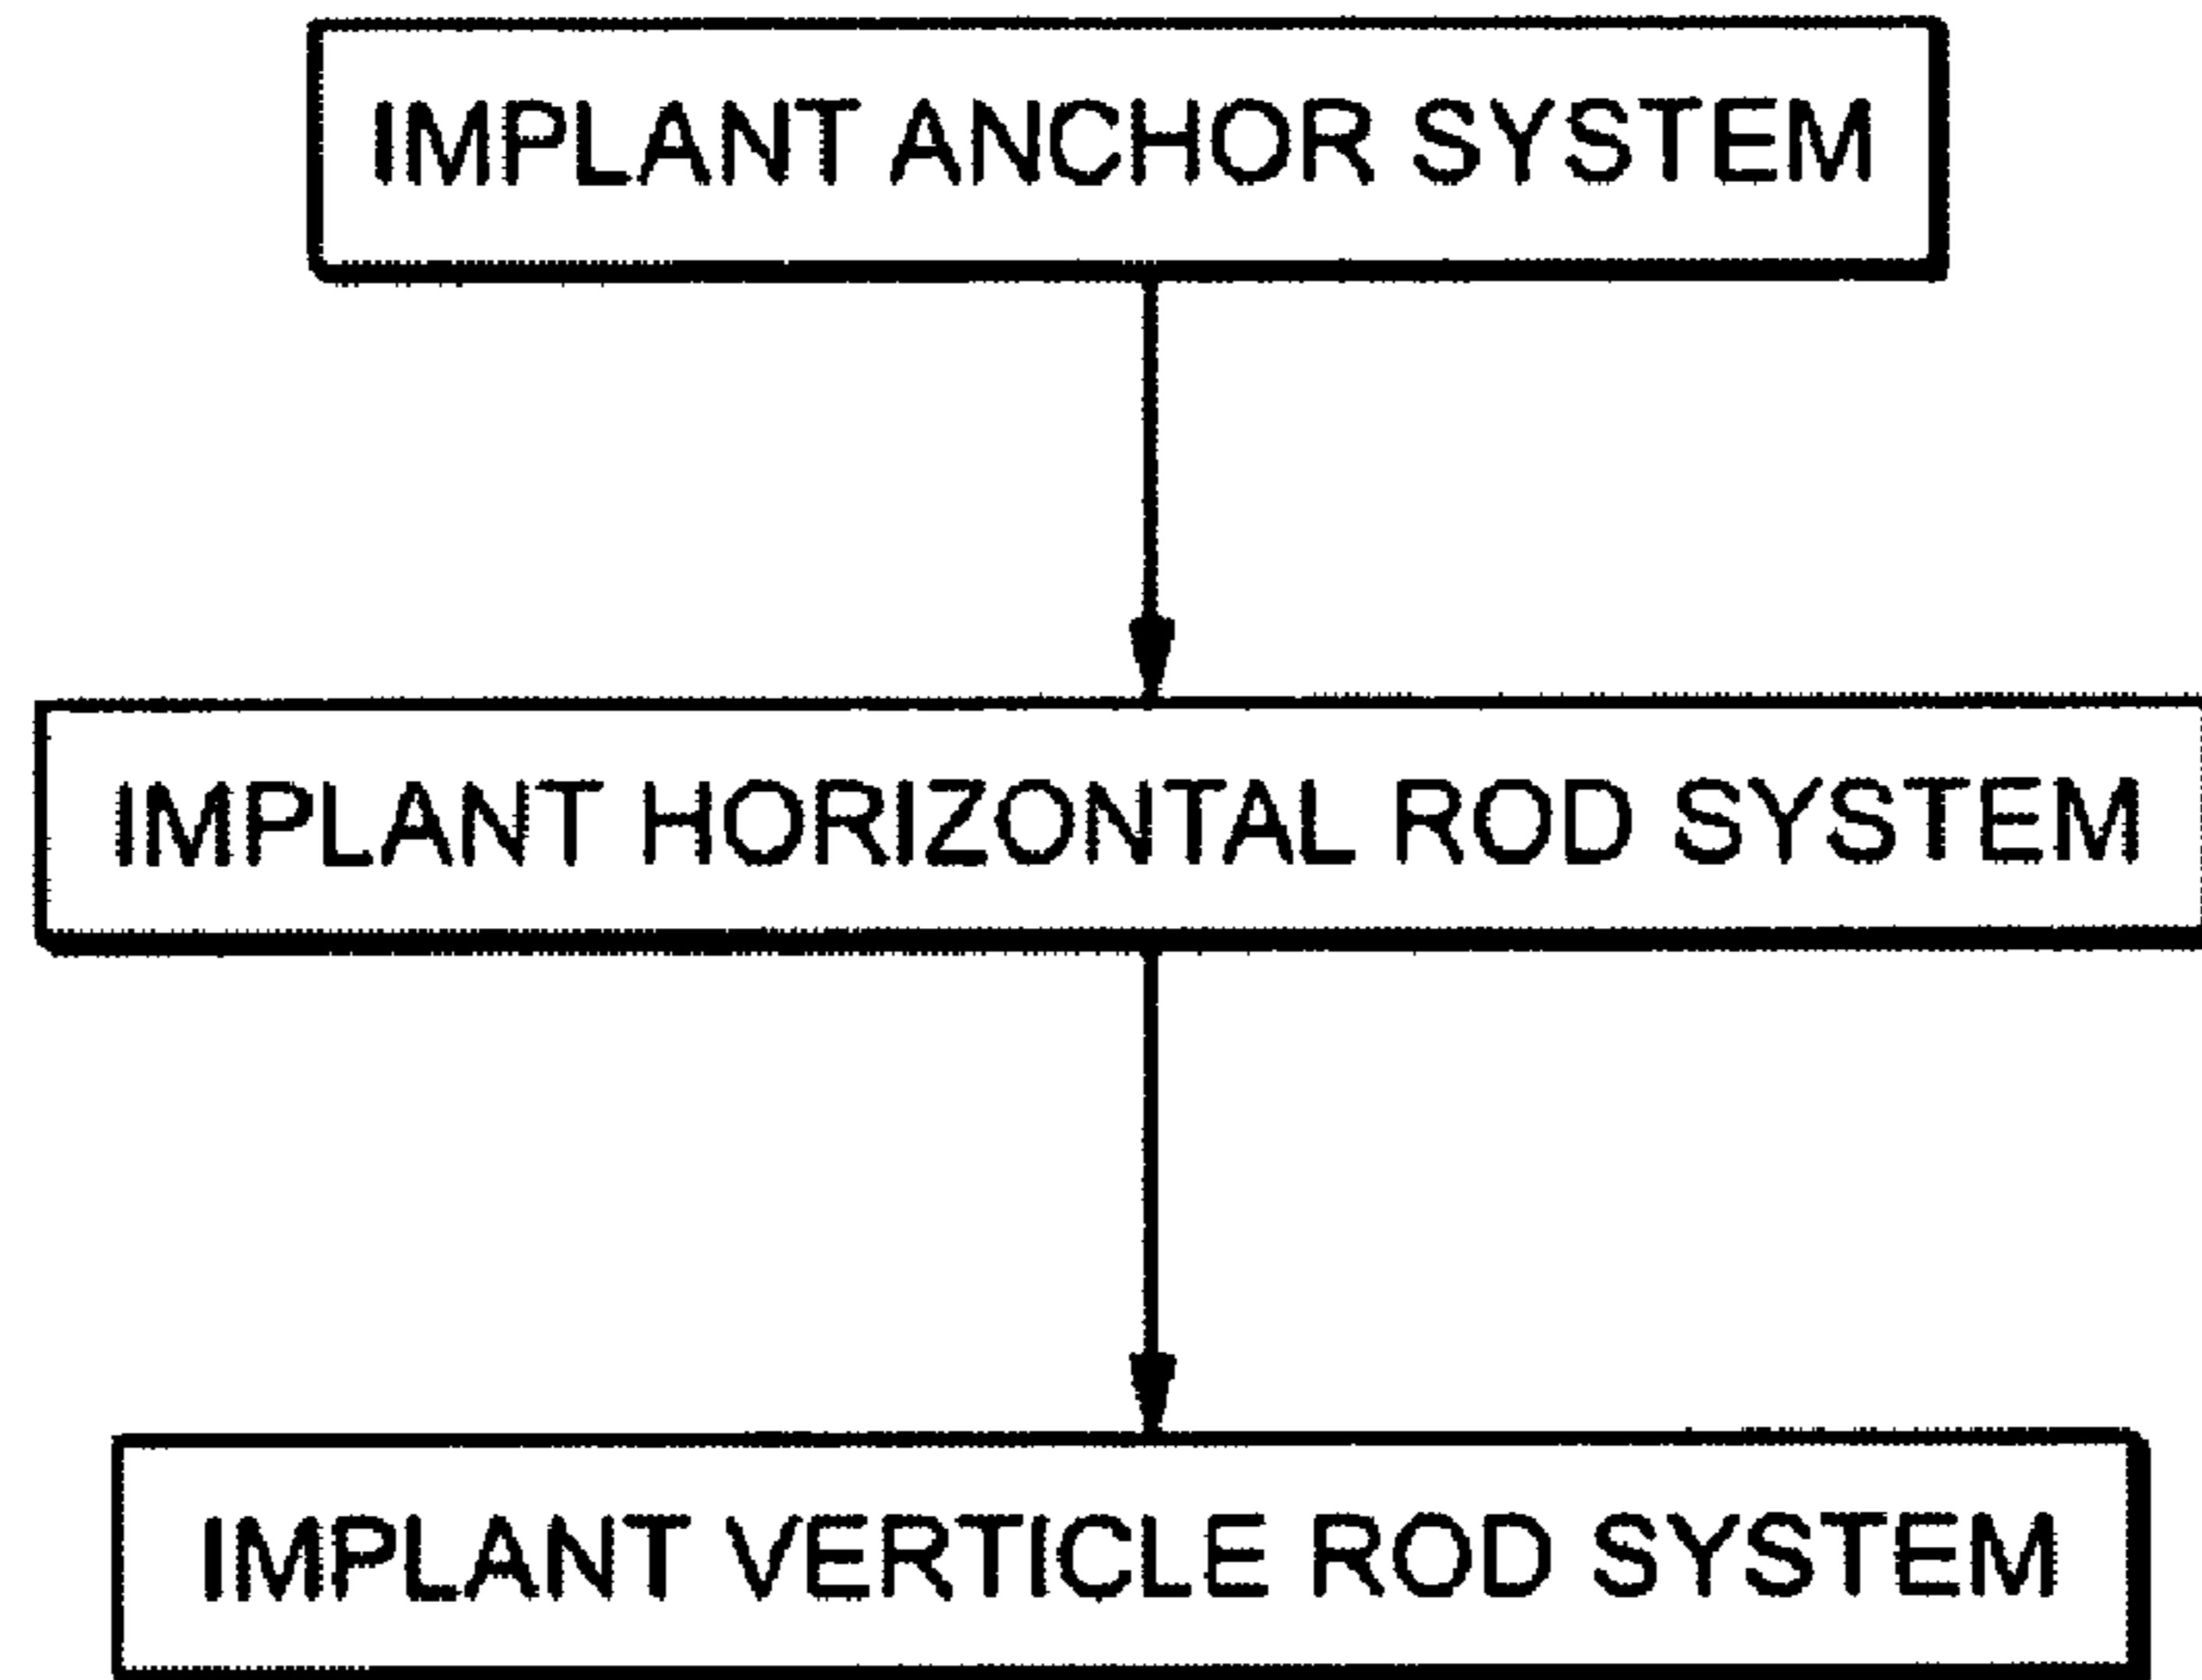 IMPLANT ANCHOR SYSTEM
IMPLANT HORIZONTAL ROD SYSTEM
IMPLANT VERTICLE ROD SYSTEM